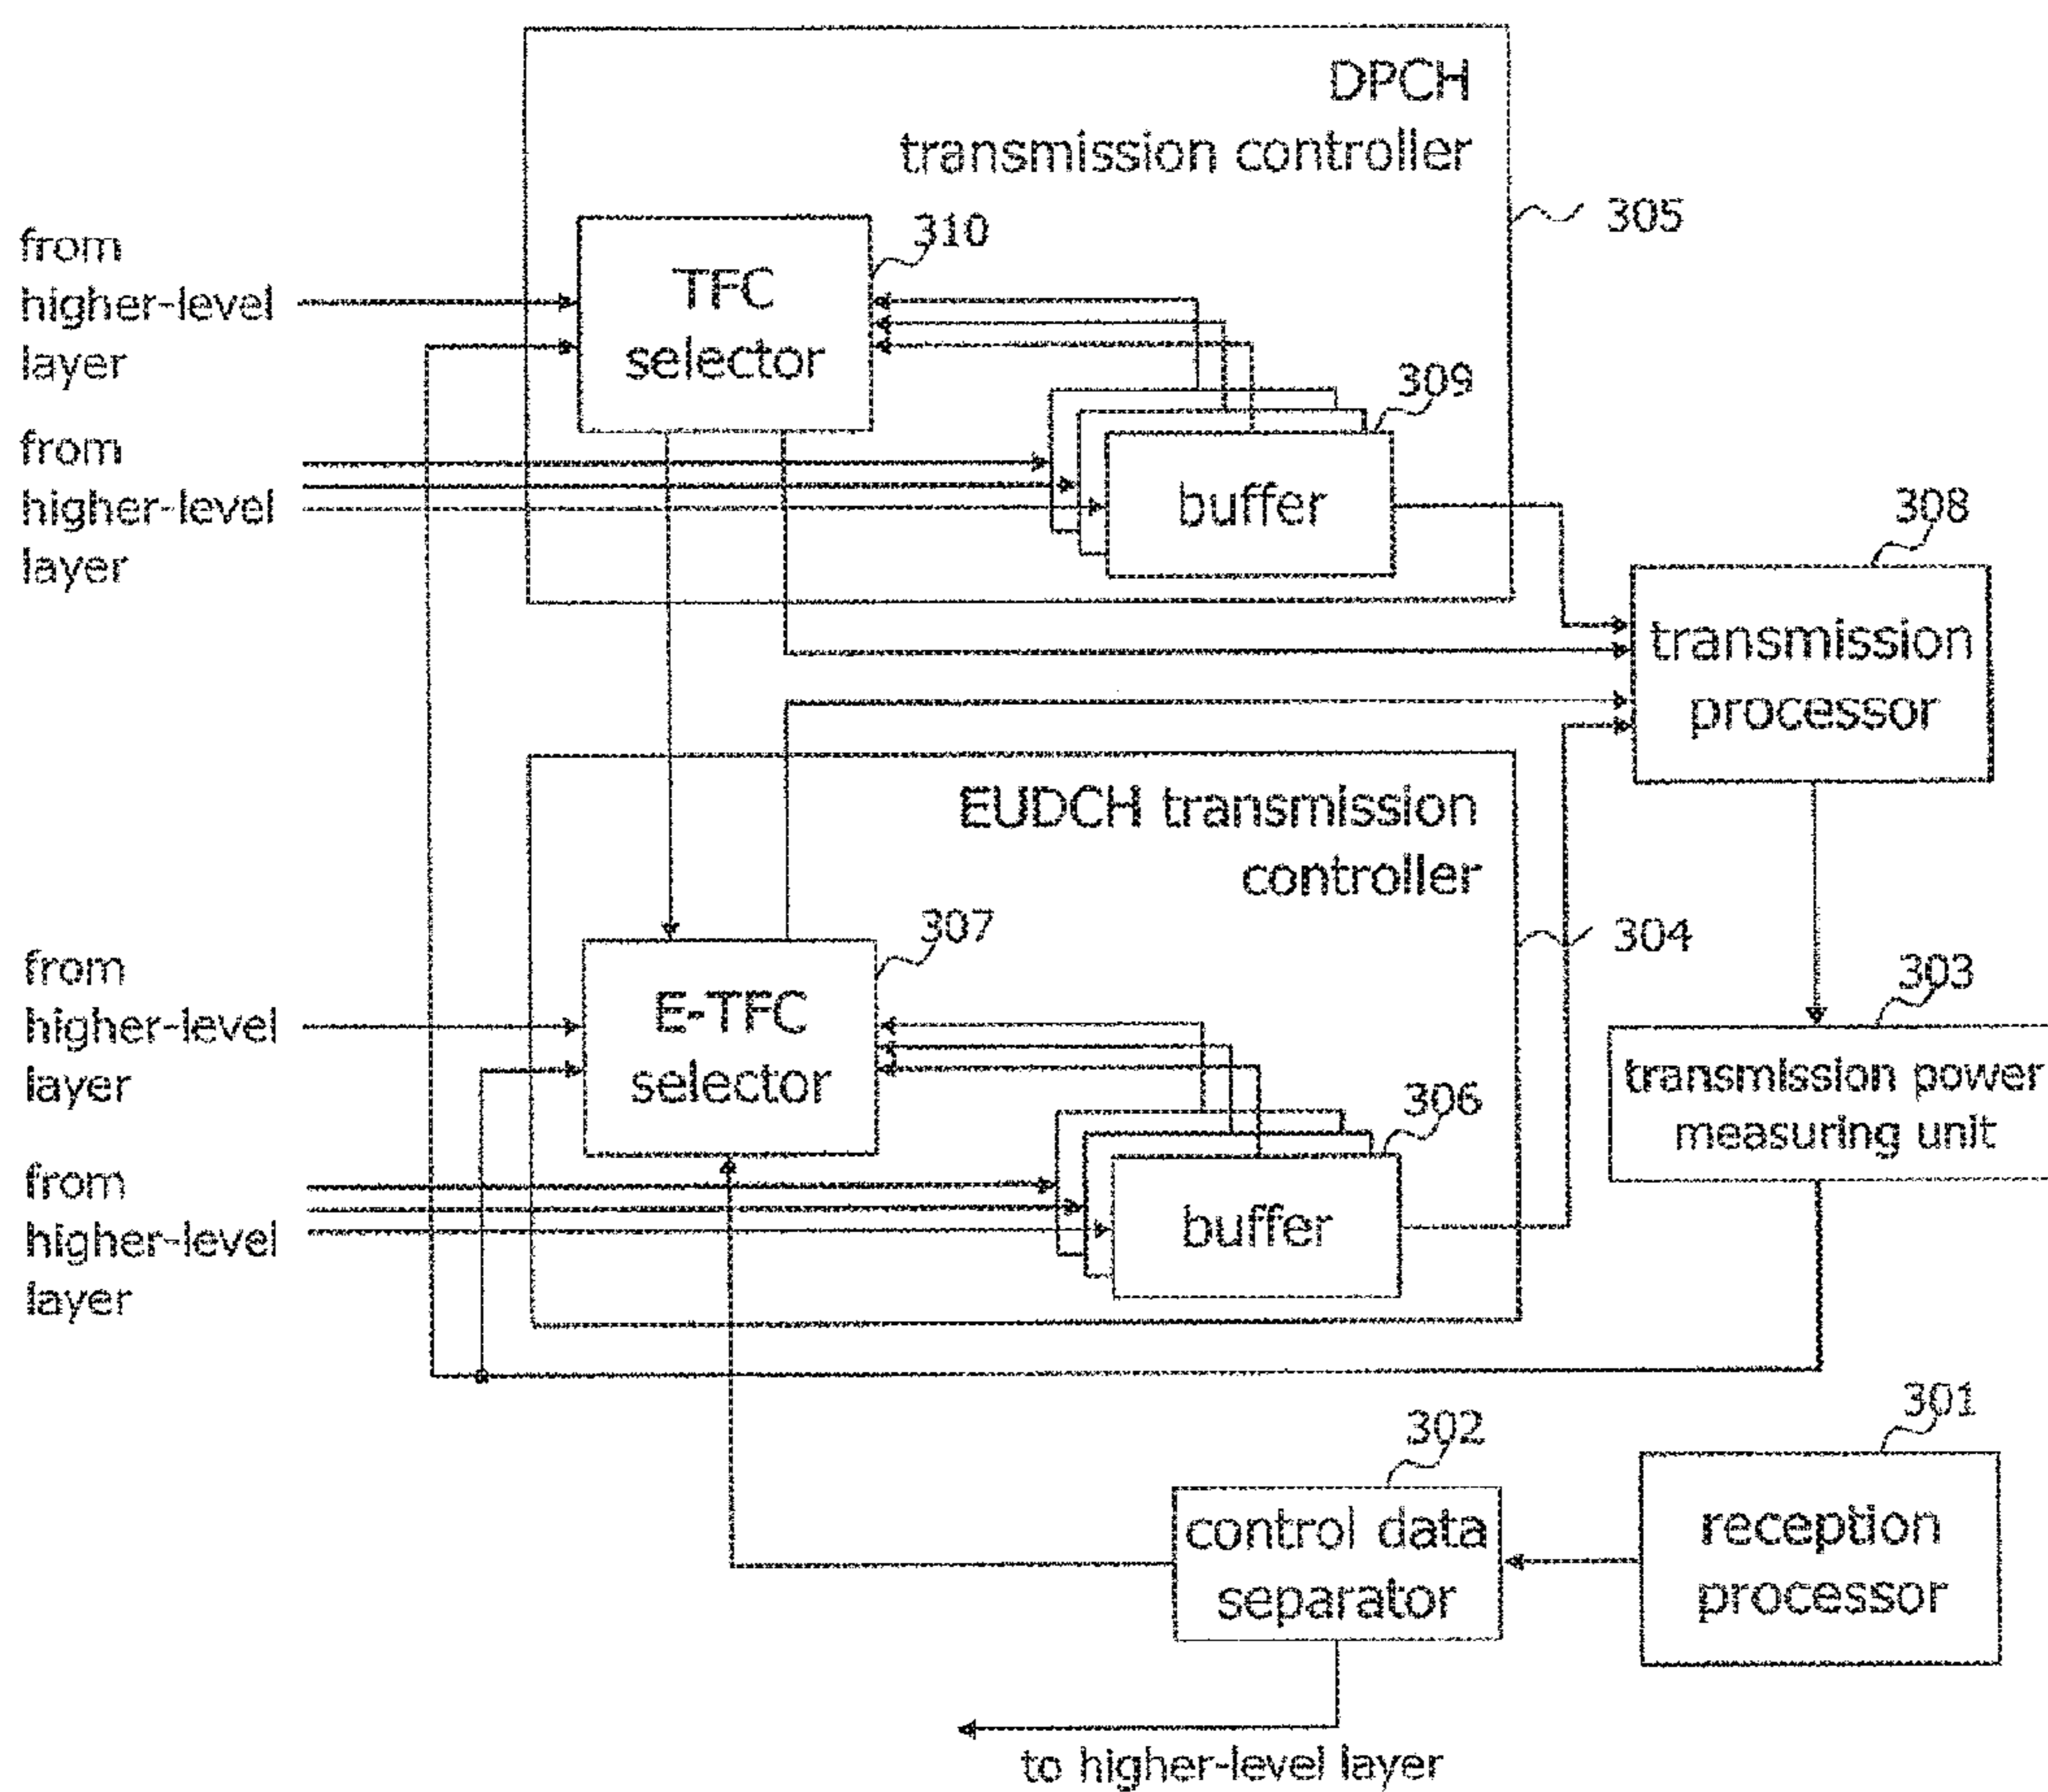 DPCH
transmission controller
305
310
from
higher-level
layer
TFC
selector
309
from
higher-level
layer
buffer
308
transmission
processor
EUDCH transmission
controller
304
307
from
higher-level
layer
E-TFC
selector
303
transmission power
measuring unit
306
from
higher-level
layer
buffer
301
302
control data
separator
reception
processor
to higher-level layer